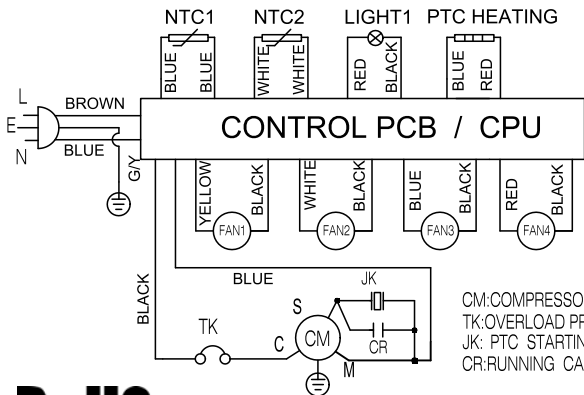 NTC1 NTC2 LIGHT1 PTC HEATING
BLUE BLUE WHITE WHITE RED BLACK BLUE RED
L BROWN
E
N BLUE
G/Y
CONTROL PCB / CPU
YELLOW BLACK WHITE BLACK BLUE BLACK RED BLACK
FAN1 FAN2 FAN3 FAN4
BLACK
BLUE
TK
S
JK
C
CM
CR
M
CM:COMPRESSO
TK:OVERLOAD PR
JK: PTC STARTIN
CR:RUNNING CA